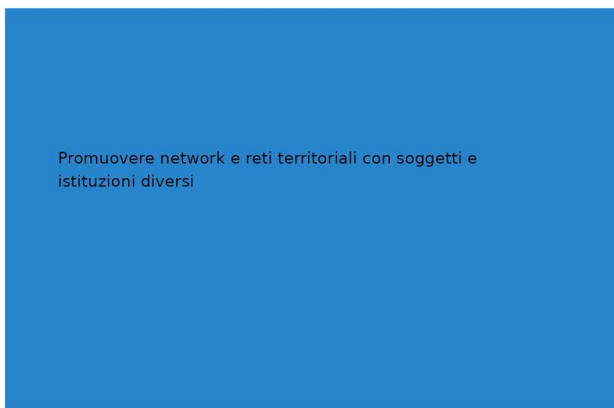 Promuovere network e reti territoriali con soggetti e
istituzioni diversi